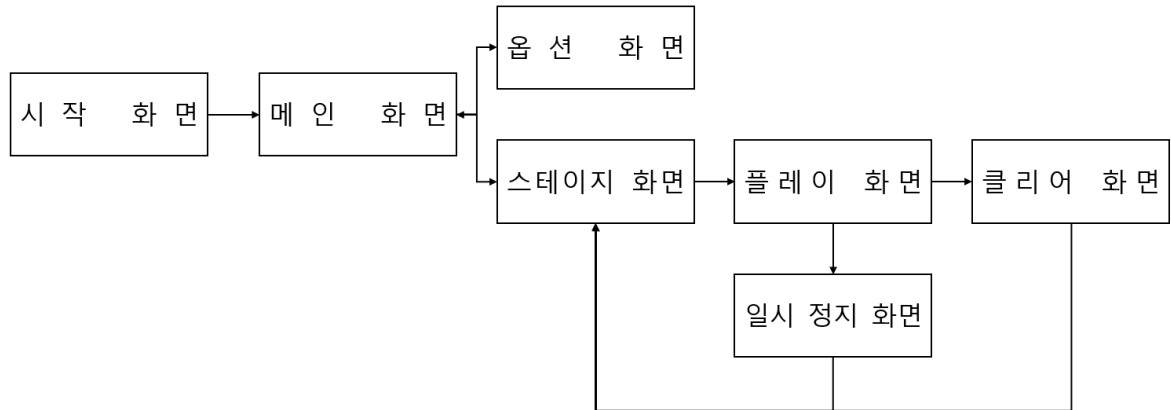 옵션 화면
시작 화면
메인 화면
스테이지 화면
플레이 화면
클리어 화면
일시 정지 화면